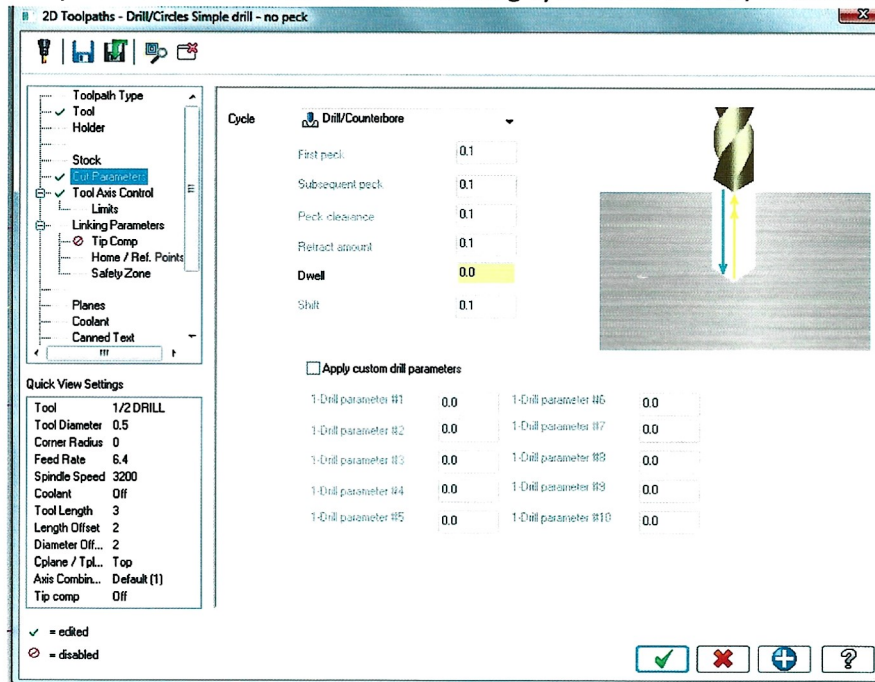 2D Toolpaths - Drill/Circles Simple drill - no peck
Toolpath Type
Tool
Holder
Stock
Cut Parameters
Tool Axis Control
Limits
Linking Parameters
Tip Comp
Home / Ref. Points
Safety Zone
Planes
Coolant
Canned Text
Quick View Settings
Tool 1/2 DRILL
Tool Diameter 0.5
Corner Radius 0
Feed Rate 6.4
Spindle Speed 3200
Coolant Off
Tool Length 3
Length Offset 2
Diameter Off... 2
Cplane / Tpl... Top
Axis Combin... Default (1)
Tip comp Off
✓ = edited
⊘ = disabled
Cycle Drill/Counterbore
First peck 0.1
Subsequent peck 0.1
Peck clearance 0.1
Retract amount 0.1
Dwell 0.0
Shift 0.1
Apply custom drill parameters
1-Drill parameter #1 0.0 1-Drill parameter #6 0.0
1-Drill parameter #2 0.0 1-Drill parameter #7 0.0
1-Drill parameter #3 0.0 1-Drill parameter #8 0.0
1-Drill parameter #4 0.0 1-Drill parameter #9 0.0
1-Drill parameter #5 0.0 1-Drill parameter #10 0.0